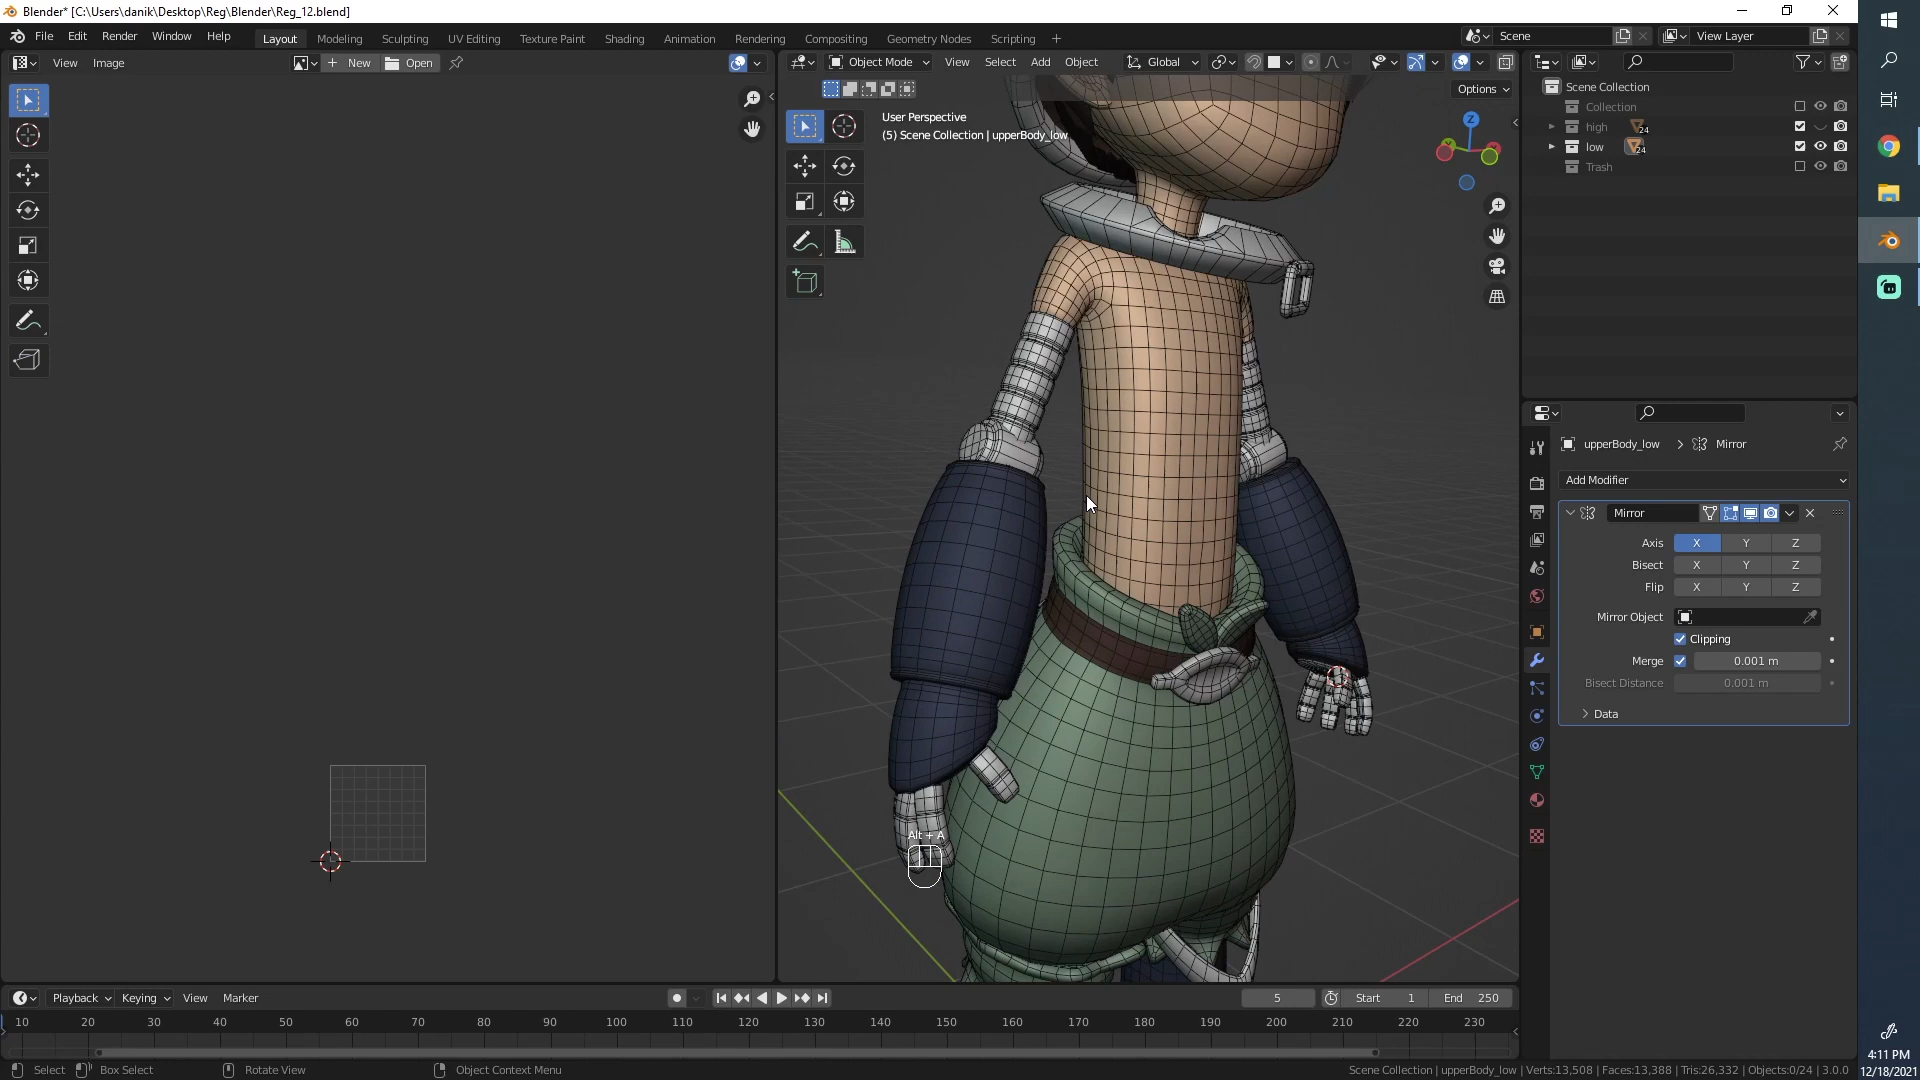 Blender* [C:\Users\danik\Desktop\Reg\Blender\Reg_12.blend]
File Edit Render Window Help Layout Modeling Sculpting UV Editing Texture Paint Shading Animation Rendering Compositing Geometry Nodes Scripting + Scene View Layer
View Image + New Open
Object Mode View Select Add Object Global
Options
User Perspective
(5) Scene Collection | upperBody_low
Z
Alt + A
Scene Collection
Collection
high 24
low 24
Trash
upperBody_low > Mirror
Add Modifier
Mirror
Axis X Y Z
Bisect X Y Z
Flip X Y Z
Mirror Object
Clipping
Merge 0.001 m
Bisect Distance 0.001 m
Data
Playback Keying View Marker 5 Start 1 End 250
10 20 30 40 50 60 70 80 90 100 110 120 130 140 150 160 170 180 190 200 210 220 230
Select Box Select Rotate View Object Context Menu Scene Collection | upperBody_low | Verts:13,508 | Faces:13,388 | Tris:26,332 | Objects:0/24 | 3.0.0
4:11 PM
12/18/2021